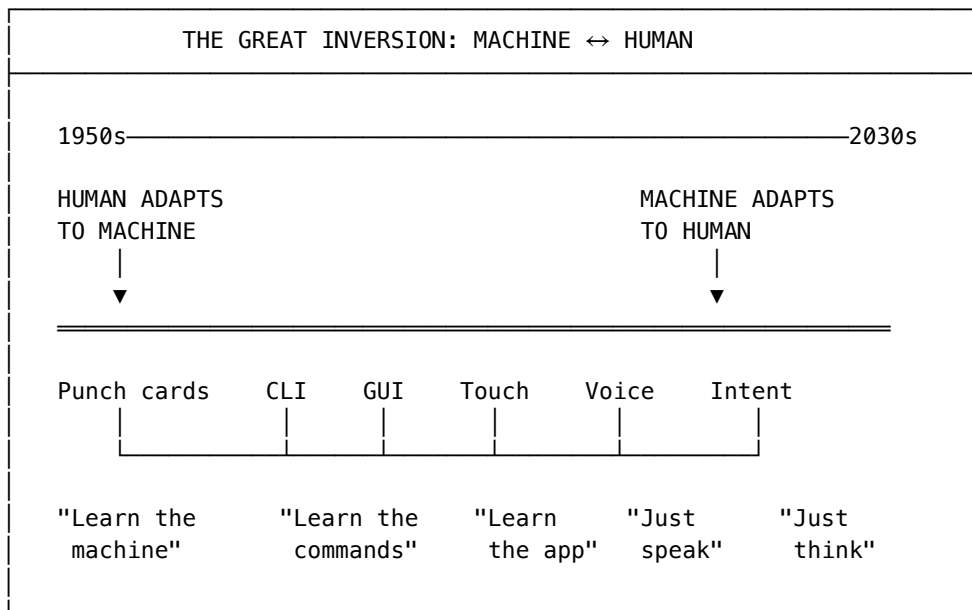 THE GREAT INVERSION: MACHINE ↔ HUMAN
1950s 2030s
HUMAN ADAPTS MACHINE ADAPTS
TO MACHINE TO HUMAN
Punch cards CLI GUI Touch Voice Intent
"Learn the "Learn the "Learn "Just "Just
machine" commands" the app" speak" think"